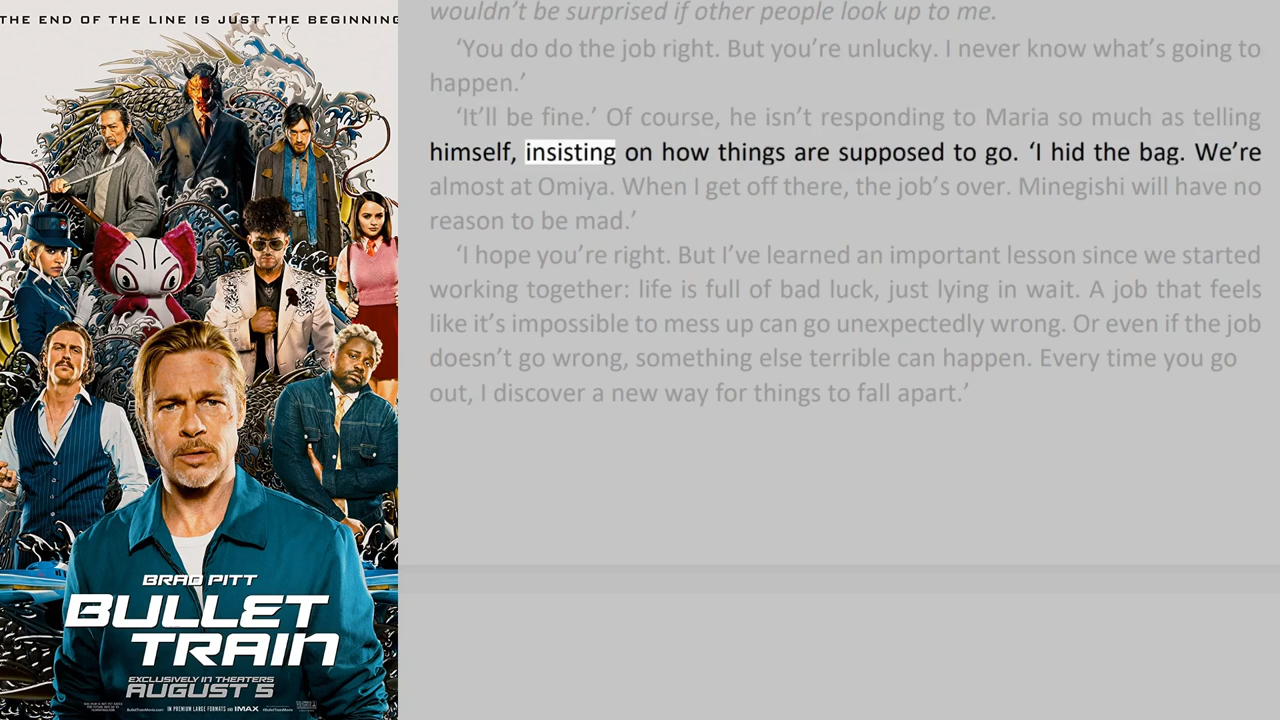 THE END OF THE LINE IS JUST THE BEGINNING
BRAD PITT
BULLET
TRAIN
EXCLUSIVELY IN THEATERS
AUGUST 5
BulletTrainMovie.com
IN PREMIUM LARGE FORMATS AND IMAX
#BulletTrainMovie
wouldn’t be surprised if other people look up to me.
‘You do do the job right. But you’re unlucky. I never know what’s going to
happen.’
‘It’ll be fine.’ Of course, he isn’t responding to Maria so much as telling
himself, insisting on how things are supposed to go. ‘I hid the bag. We’re
almost at Omiya. When I get off there, the job’s over. Minegishi will have no
reason to be mad.’
‘I hope you’re right. But I’ve learned an important lesson since we started
working together: life is full of bad luck, just lying in wait. A job that feels
like it’s impossible to mess up can go unexpectedly wrong. Or even if the job
doesn’t go wrong, something else terrible can happen. Every time you go
out, I discover a new way for things to fall apart.’